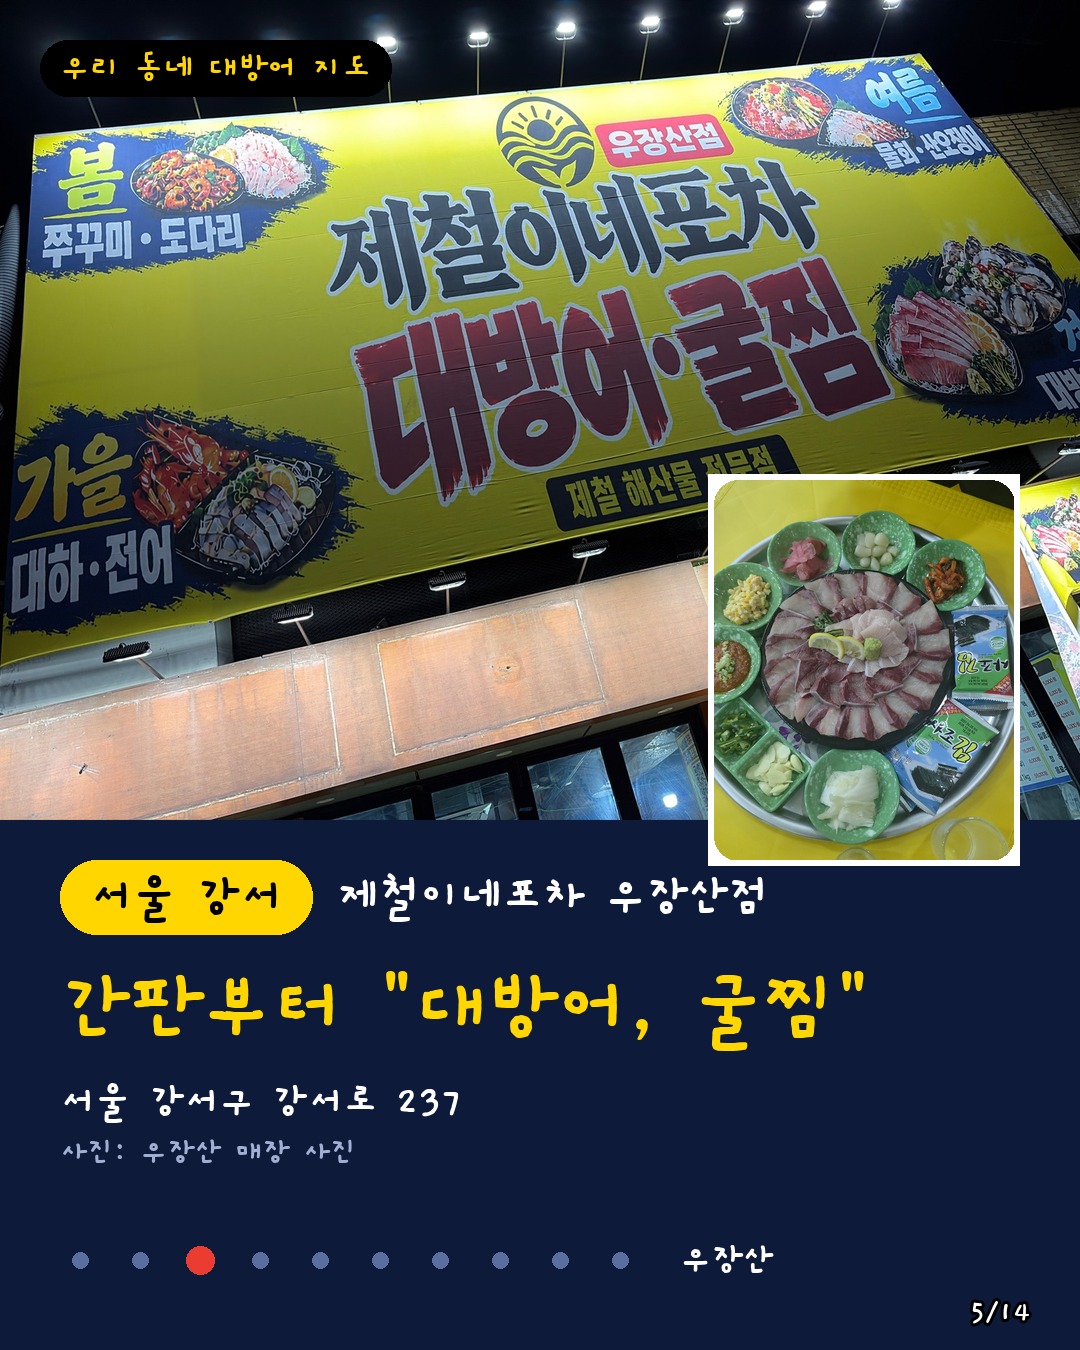 우리 동네 대방어 지도
우장산점
봄
쭈꾸미·도다리
여름
물회·산오징어
제철이네포차
대방어·굴찜
제철 해산물 전문점
가을
대하·전어
김
서울 강서
제철이네포차 우장산점
간판부터 "대방어, 굴찜"
서울 강서구 강서로 237
사진: 우장산 매장 사진
우장산
5/14